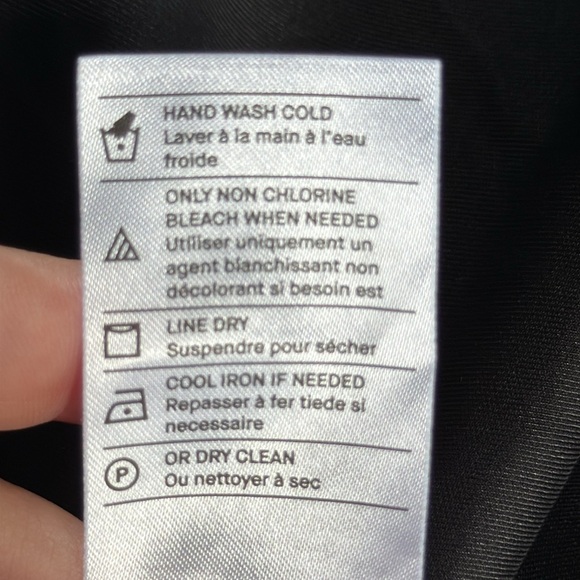 HAND WASH COLD
Laver à la main à l'eau
froide
ONLY NON CHLORINE
BLEACH WHEN NEEDED
Utiliser uniquement un
agent blanchissant non
décolorant si besoin est
LINE DRY
Suspendre pour sécher
COOL IRON IF NEEDED
Repasser à fer tiede si
necessaire
P
OR DRY CLEAN
Ou nettoyer à sec